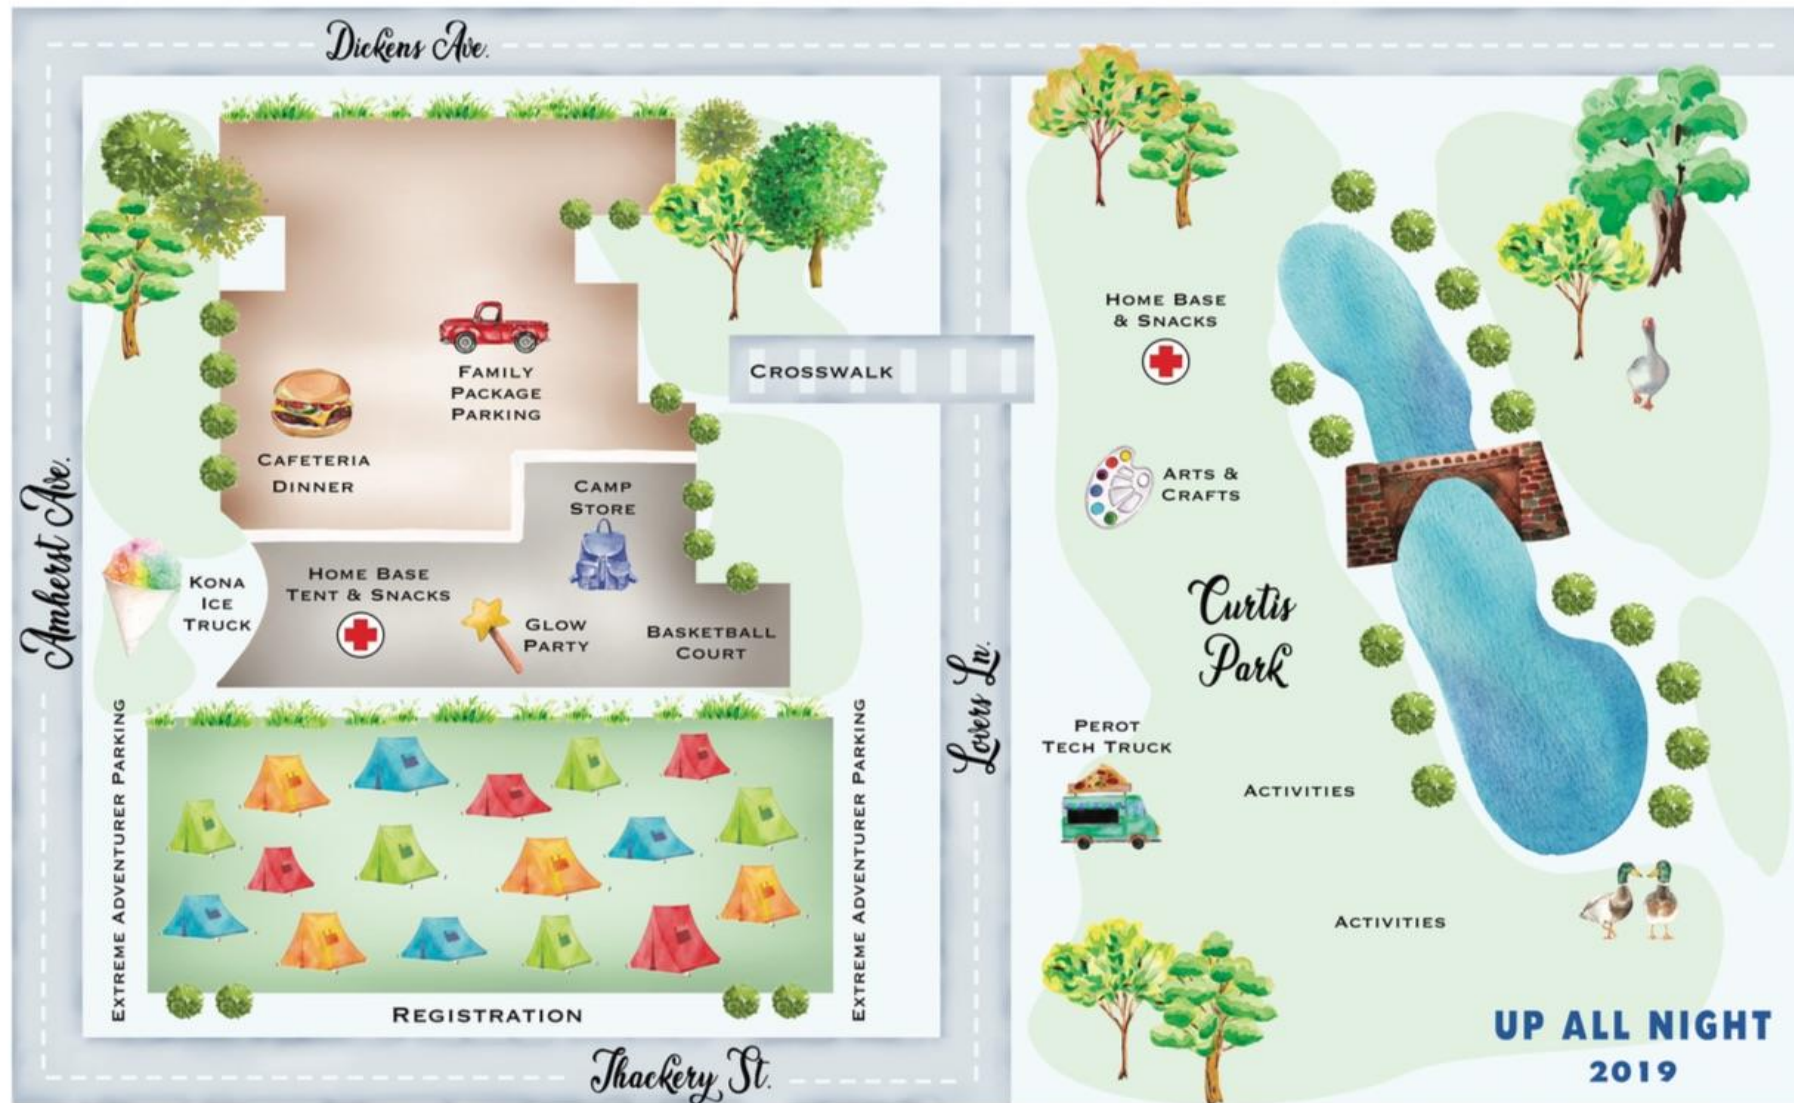 Dickens Ave.
HOME BASE
& SNACKS
FAMILY
PACKAGE
PARKING
CROSSWALK
CAFETERIA
DINNER
CAMP
STORE
ARTS &
CRAFTS
Amherst Ave.
KONA
ICE
TRUCK
HOME BASE
TENT & SNACKS
GLOW
PARTY
BASKETBALL
COURT
Curtis
Park
Lovers Ln.
EXTREME ADVENTURER PARKING
EXTREME ADVENTURER PARKING
PEROT
TECH TRUCK
ACTIVITIES
ACTIVITIES
REGISTRATION
Thackery St.
UP ALL NIGHT
2019